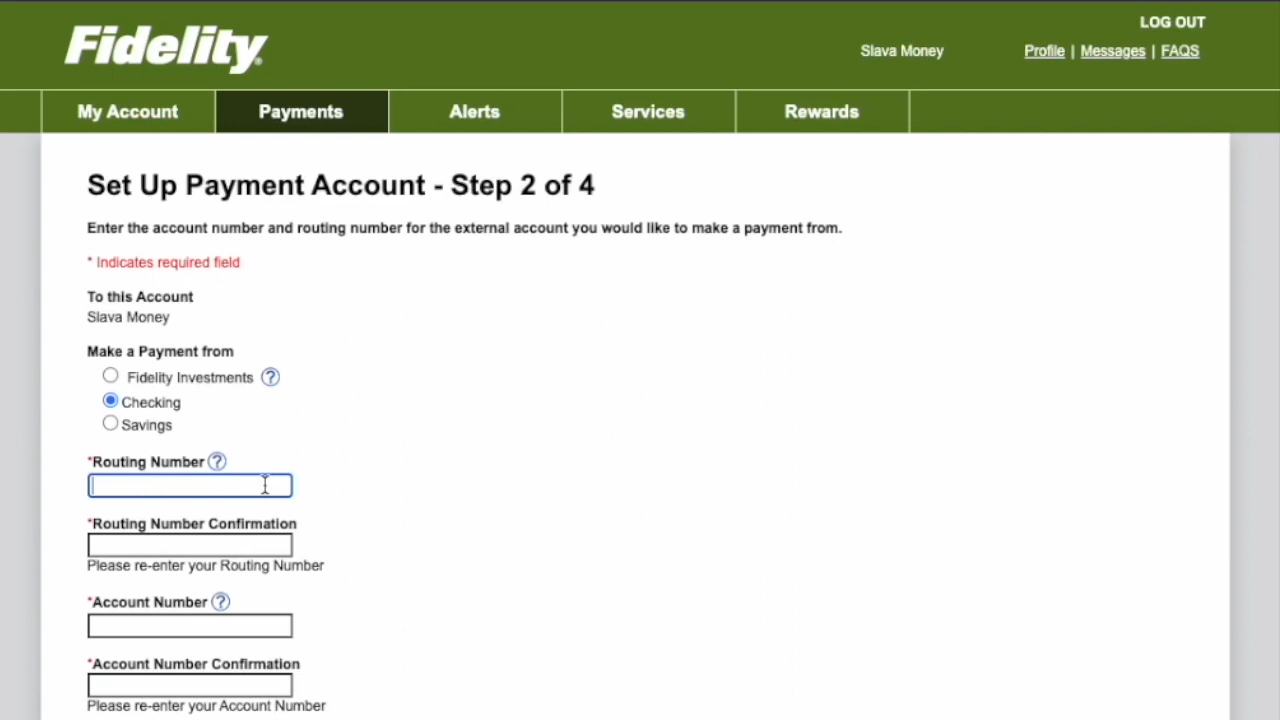 LOG OUT
Fidelity
Slava Money Profile | Messages | FAQS
My Account Payments Alerts Services Rewards
Set Up Payment Account - Step 2 of 4
Enter the account number and routing number for the external account you would like to make a payment from.
* Indicates required field
To this Account
Slava Money
Make a Payment from
Fidelity Investments ?
Checking
Savings
*Routing Number ?
*Routing Number Confirmation
Please re-enter your Routing Number
*Account Number ?
*Account Number Confirmation
Please re-enter your Account Number